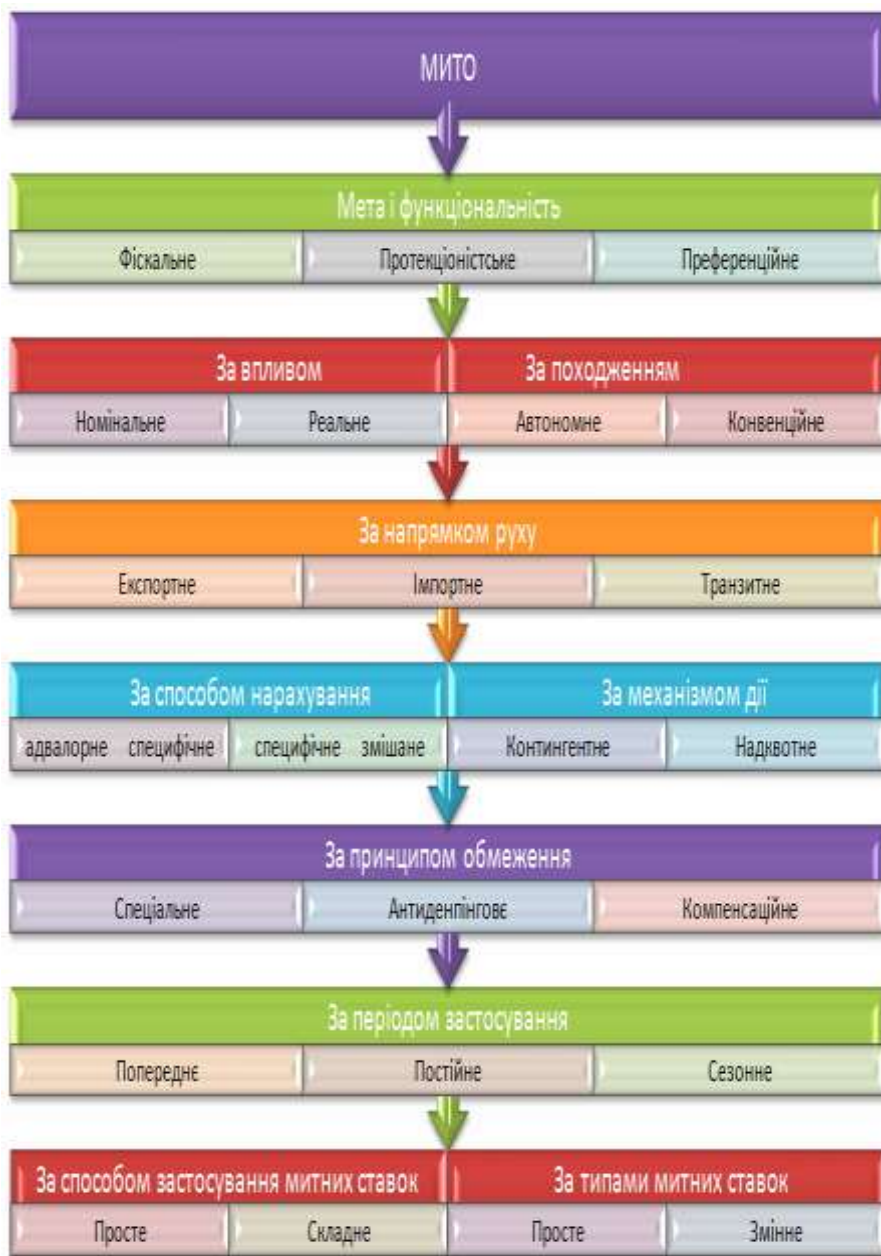 МИТО
Мета і функціональність
Фіскальне Протекціоністське Преференційне
За впливом За походженням
Номінальне Реальне Автономне Конвенційне
За напрямком руху
Експортне Імпортне Транзитне
За способом нарахування За механізмом дії
адвалорне специфічне специфічне змішане Контингентне Надквотне
За принципом обмеження
Спеціальне Антиденпінговє Компенсаційне
За періодом застосування
Попереднє Постійне Сезонне
За способом застосування митних ставок За типами митних ставок
Просте Складне Просте Змінне